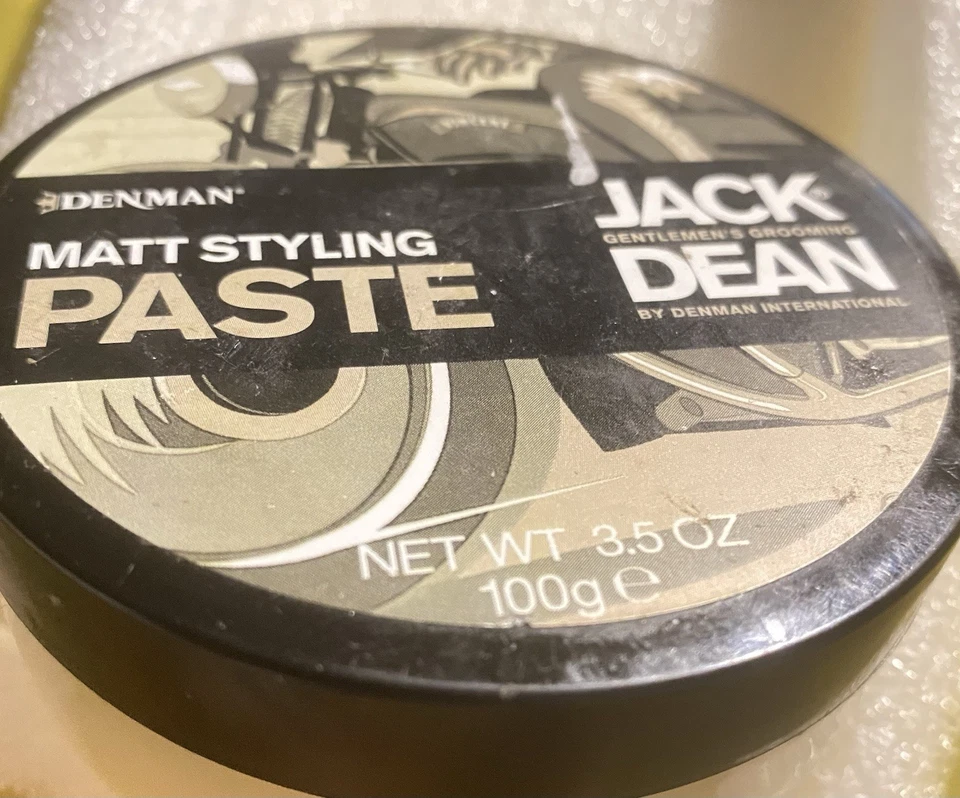 DENMAN®
MATT STYLING
PASTE
JACK®
GENTLEMEN'S GROOMING
DEAN
BY DENMAN INTERNATIONAL
NET WT 3.5 OZ
100g ℮